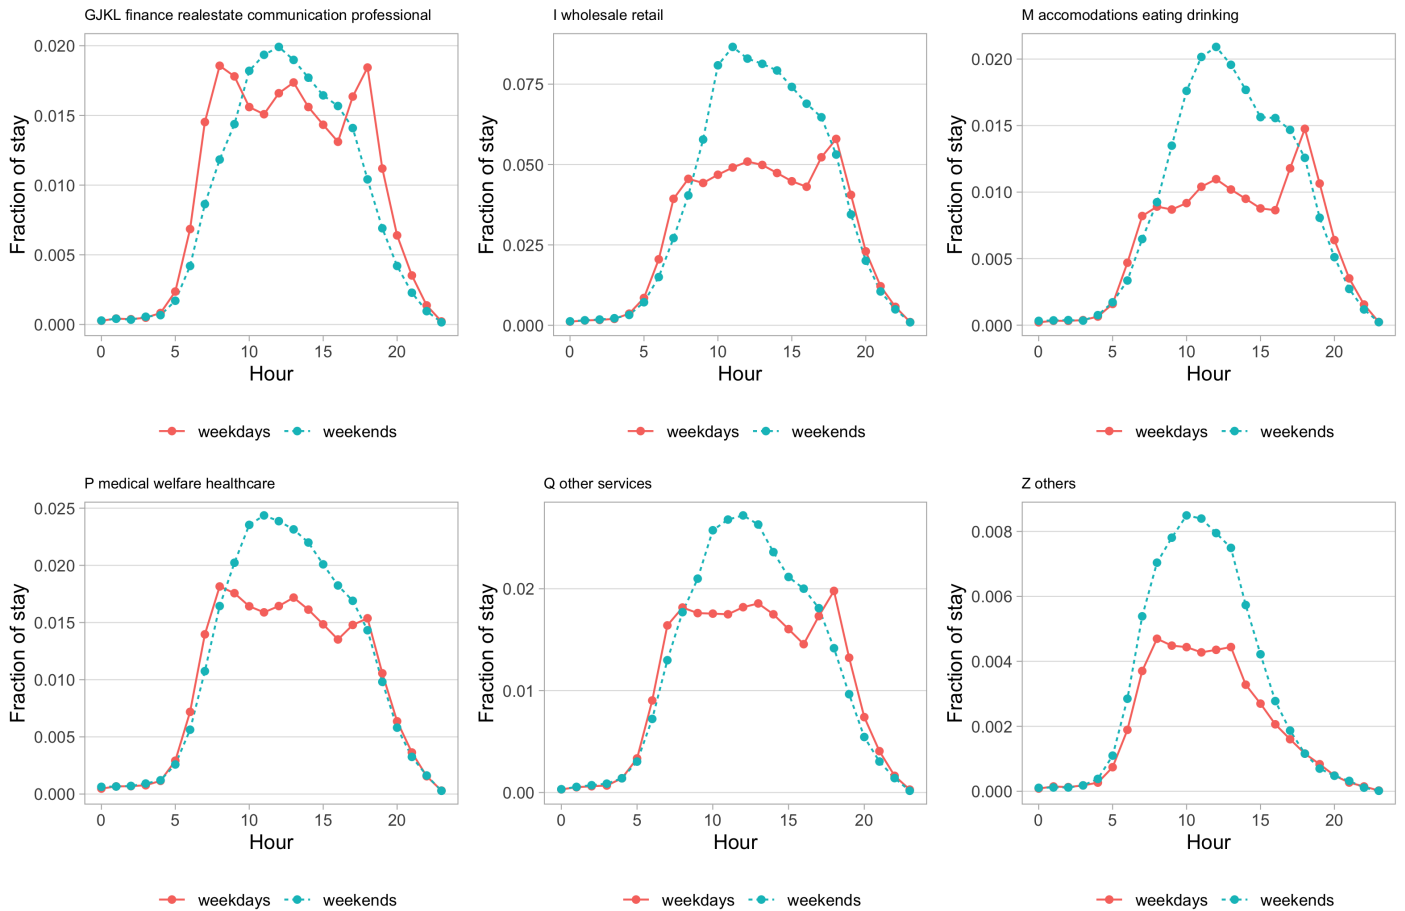 GJKL finance realestate communication professional
0.020
0.015
0.010
0.005
0.000
Fraction of stay
0 5 10 15 20
Hour
weekdays weekends
I wholesale retail
0.075
0.050
0.025
0.000
Fraction of stay
0 5 10 15 20
Hour
weekdays weekends
M accomodations eating drinking
0.020
0.015
0.010
0.005
0.000
Fraction of stay
0 5 10 15 20
Hour
weekdays weekends
P medical welfare healthcare
0.025
0.020
0.015
0.010
0.005
0.000
Fraction of stay
0 5 10 15 20
Hour
weekdays weekends
Q other services
0.02
0.01
0.00
Fraction of stay
0 5 10 15 20
Hour
weekdays weekends
Z others
0.008
0.006
0.004
0.002
0.000
Fraction of stay
0 5 10 15 20
Hour
weekdays weekends